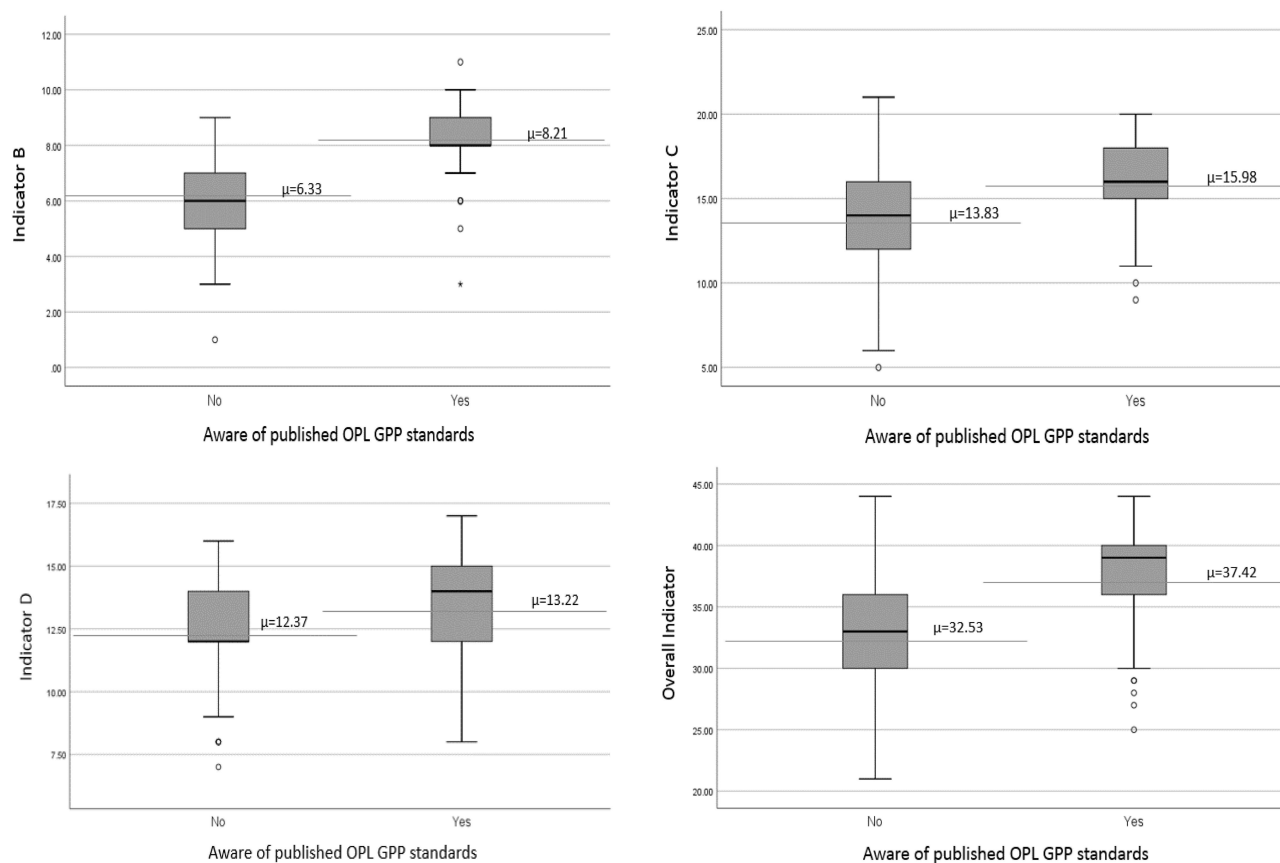 12.00
10.00
8.00
6.00
4.00
2.00
.00
Indicator B
μ=6.33
μ=8.21
No
Yes
Aware of published OPL GPP standards
25.00
20.00
15.00
10.00
5.00
Indicator C
μ=13.83
μ=15.98
No
Yes
Aware of published OPL GPP standards
17.50
15.00
12.50
10.00
7.50
Indicator D
μ=12.37
μ=13.22
No
Yes
Aware of published OPL GPP standards
45.00
40.00
35.00
30.00
25.00
20.00
Overall Indicator
μ=32.53
μ=37.42
No
Yes
Aware of published OPL GPP standards